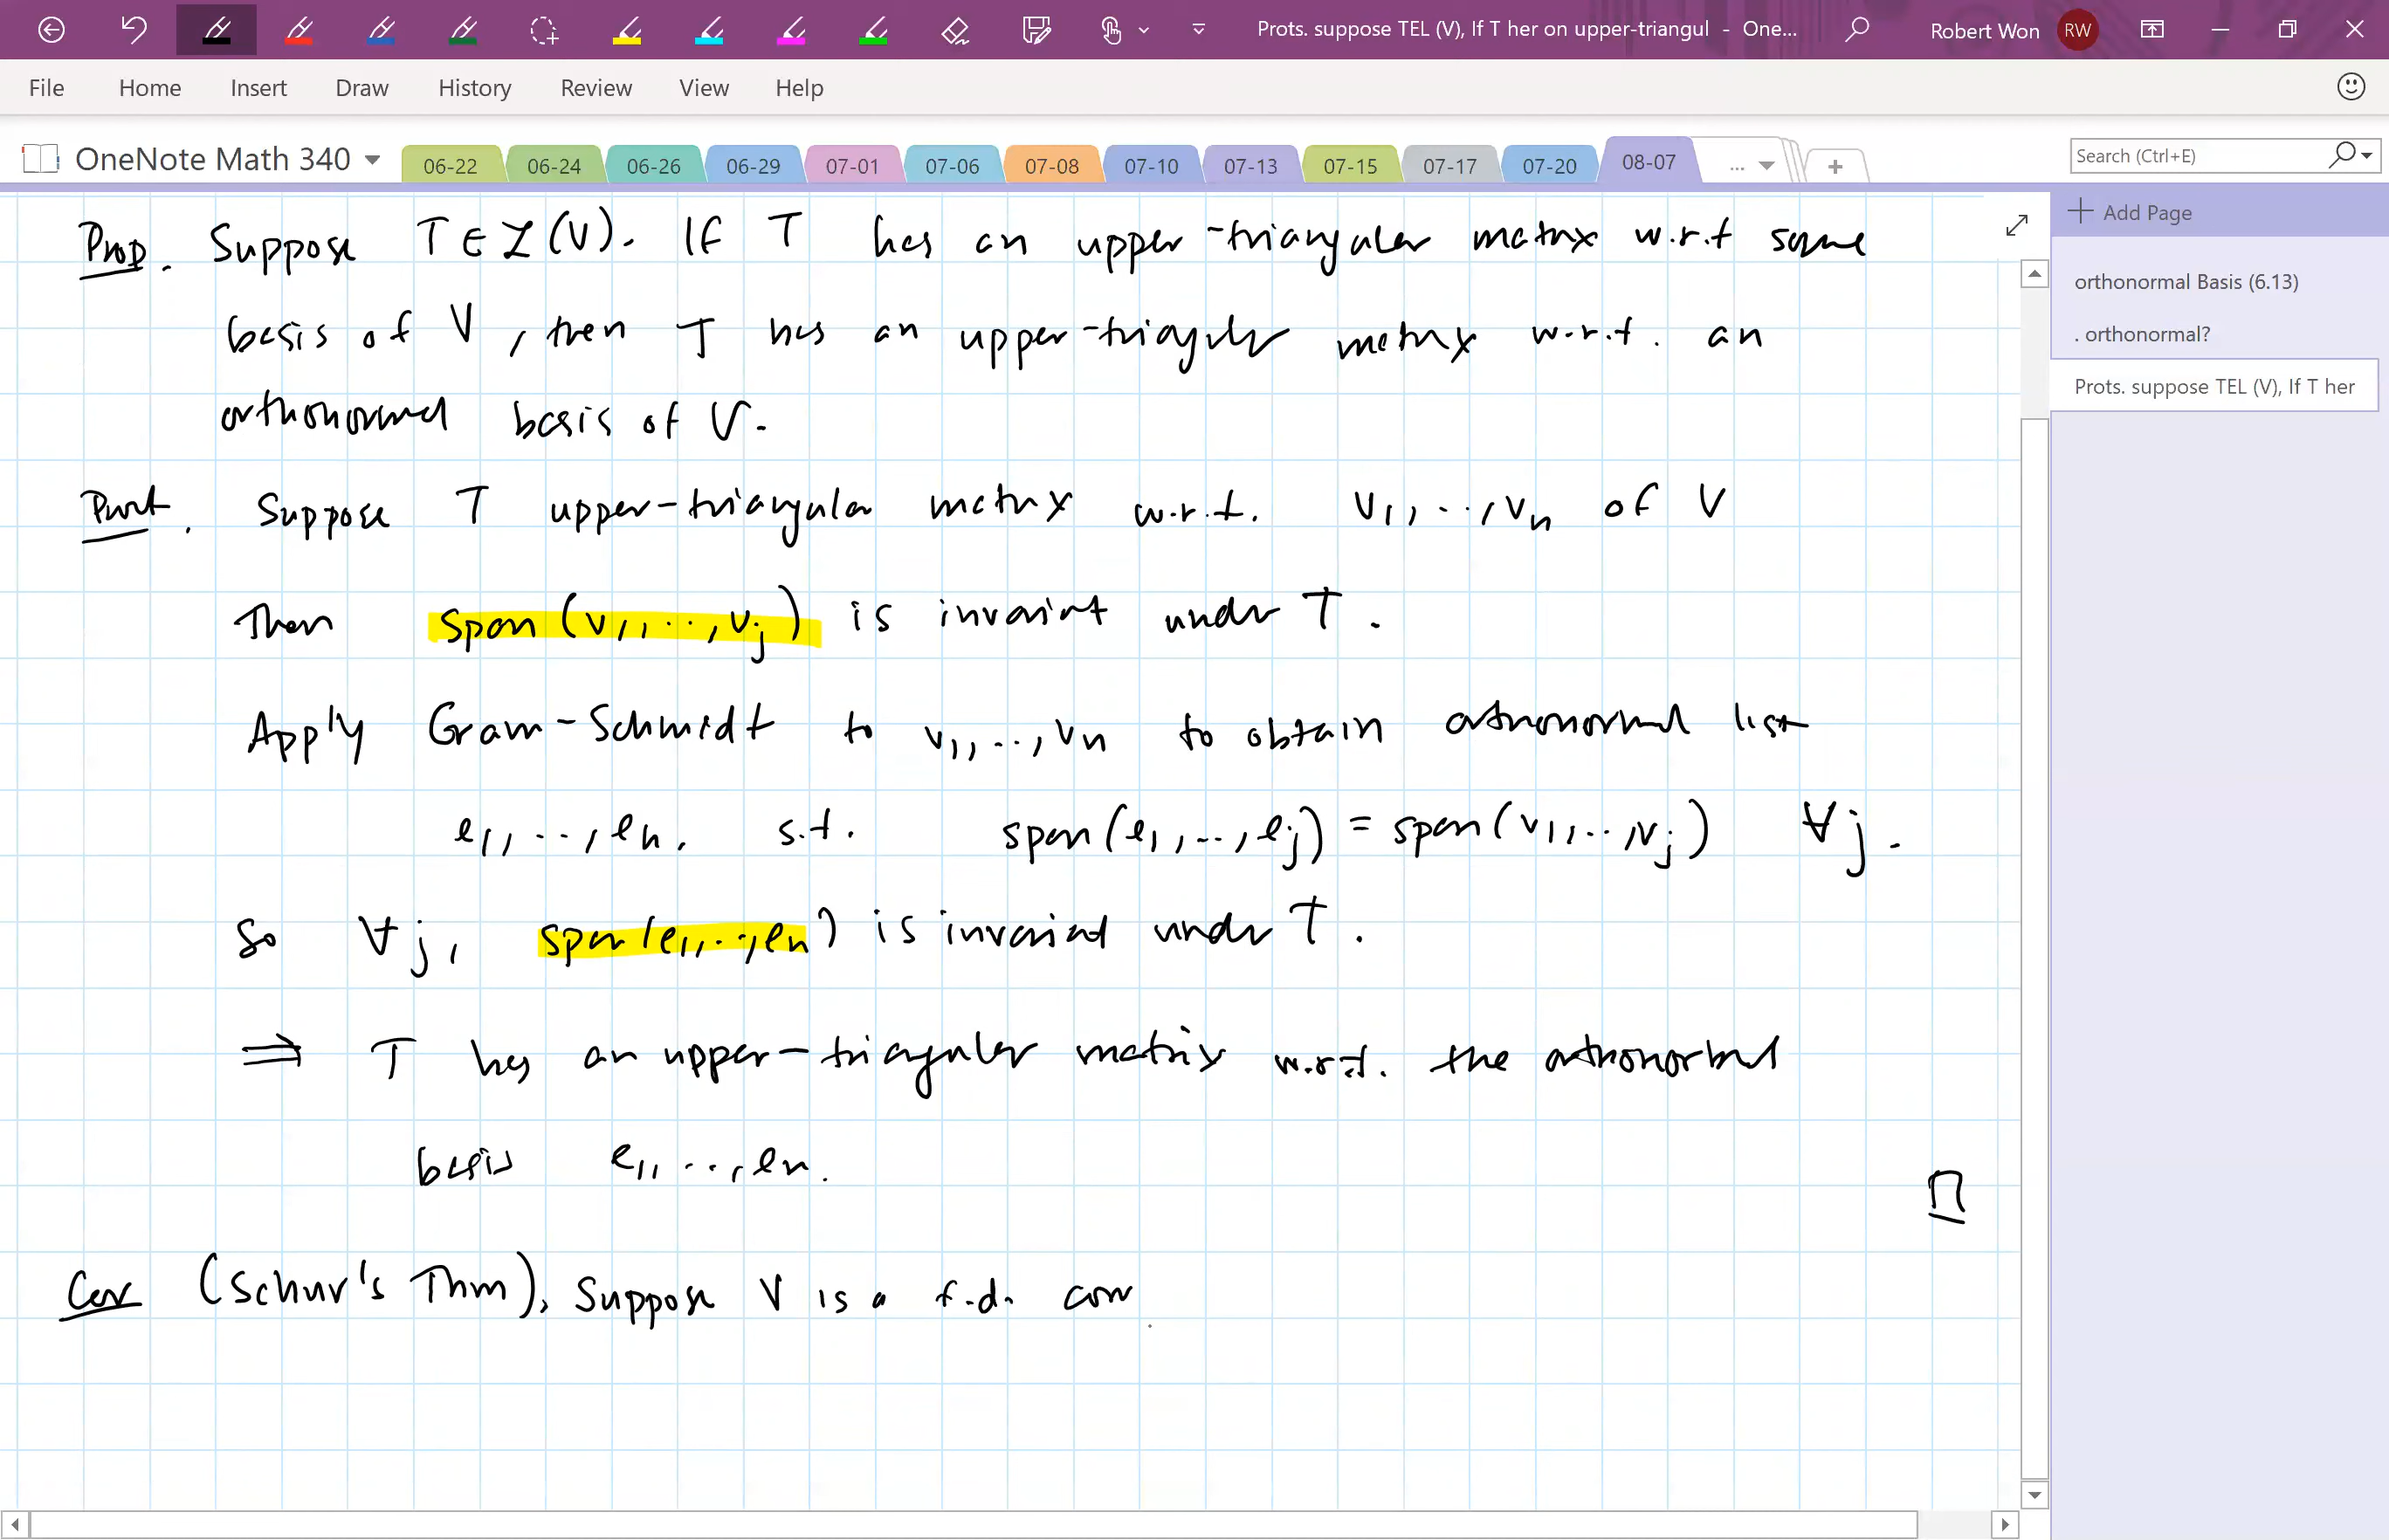 Prots. suppose TEL (V), If T her on upper-triangul - One...
Robert Won
RW
File Home Insert Draw History Review View Help
OneNote Math 340
06-22 06-24 06-26 06-29 07-01 07-06 07-08 07-10 07-13 07-15 07-17 07-20 08-07 ... +
Search (Ctrl+E)
Add Page
orthonormal Basis (6.13)
. orthonormal?
Prots. suppose TEL (V), If T her
Prop. Suppose T ∈ L(V). If T has an upper-triangular matrix w.r.t some
basis of V, then T has an upper-triangular matrix w.r.t. an
orthonormal basis of V.
Proof. Suppose T upper-triangular matrix w.r.t. v1,..,vn of V
Then span (v1,..,vj) is invariant under T.
Apply Gram-Schmidt to v1,..,vn to obtain orthonormal list
e1,..,en. s.t. span(e1,..,ej) = span(v1,..,vj) ∀j.
So ∀j, span(e1,..,en) is invariant under T.
⇒ T has an upper-triangular matrix w.r.t. the orthonormal
basis e1,..,en.
□
Cor (Schur's Thm). Suppose V is a f.d. com